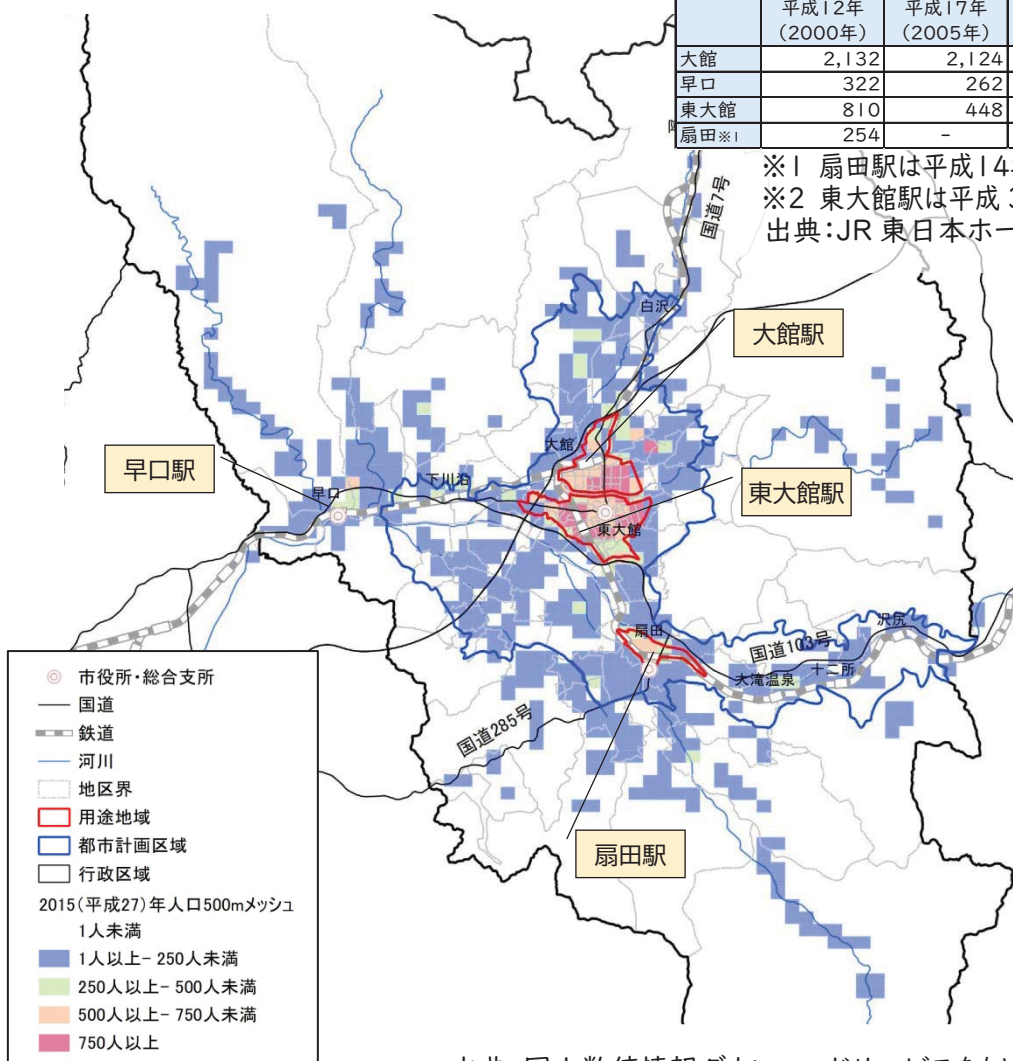 平成12年 平成17年
(2000年) (2005年)
大館 2,132 2,124
早口 322 262
東大館 810 448
扇田※1 254 -
※1 扇田駅は平成14
※2 東大館駅は平成
出典:JR 東日本ホー
国道7号
白沢
大館駅
大館
早口駅
下川沿
早口
東大館駅
東大館
扇田
沢尻
国道103号
十二所
大滝温泉
国道285号
扇田駅
市役所・総合支所
国道
鉄道
河川
地区界
用途地域
都市計画区域
行政区域
2015(平成27)年人口500mメッシュ
1人未満
1人以上- 250人未満
250人以上- 500人未満
500人以上- 750人未満
750人以上